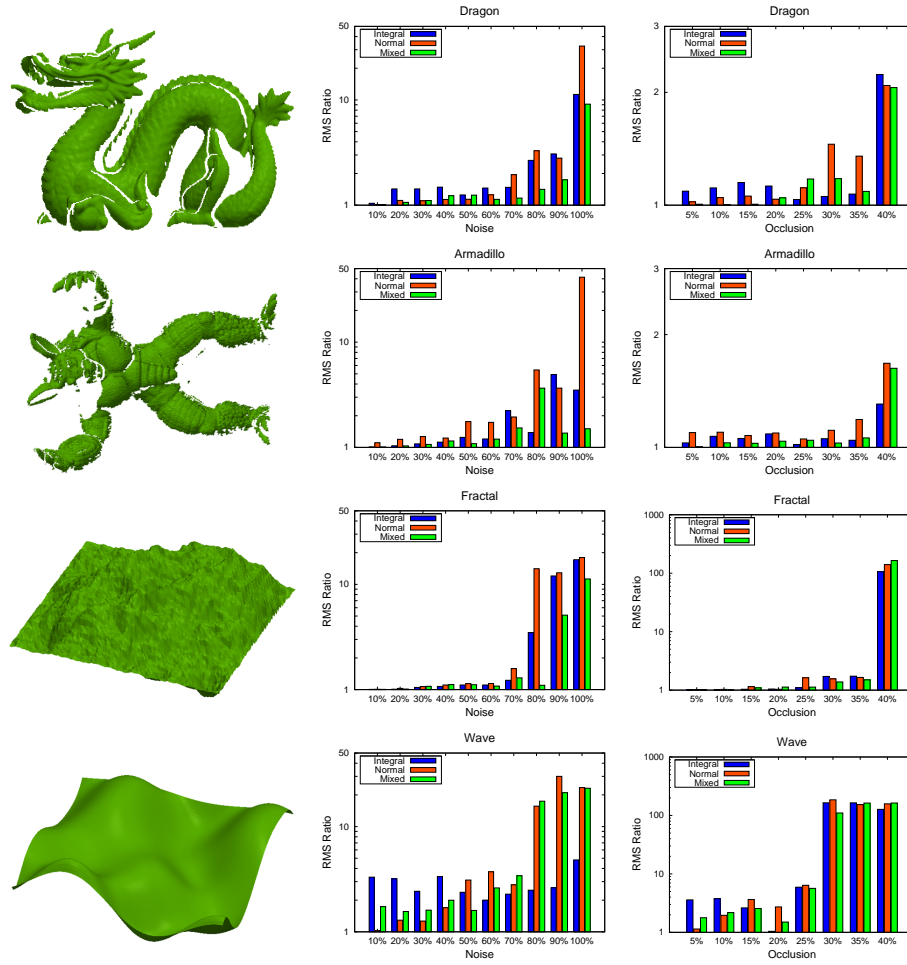 Dragon
50
10
1
RMS Ratio
Integral
Normal
Mixed
10% 20% 30% 40% 50% 60% 70% 80% 90% 100%
Noise
Dragon
3
2
1
RMS Ratio
Integral
Normal
Mixed
5% 10% 15% 20% 25% 30% 35% 40%
Occlusion
Armadillo
50
10
1
RMS Ratio
Integral
Normal
Mixed
10% 20% 30% 40% 50% 60% 70% 80% 90% 100%
Noise
Armadillo
3
2
1
RMS Ratio
Integral
Normal
Mixed
5% 10% 15% 20% 25% 30% 35% 40%
Occlusion
Fractal
50
10
1
RMS Ratio
Integral
Normal
Mixed
10% 20% 30% 40% 50% 60% 70% 80% 90% 100%
Noise
Fractal
1000
100
10
1
RMS Ratio
Integral
Normal
Mixed
5% 10% 15% 20% 25% 30% 35% 40%
Occlusion
Wave
50
10
1
RMS Ratio
Integral
Normal
Mixed
10% 20% 30% 40% 50% 60% 70% 80% 90% 100%
Noise
Wave
1000
100
10
1
RMS Ratio
Integral
Normal
Mixed
5% 10% 15% 20% 25% 30% 35% 40%
Occlusion